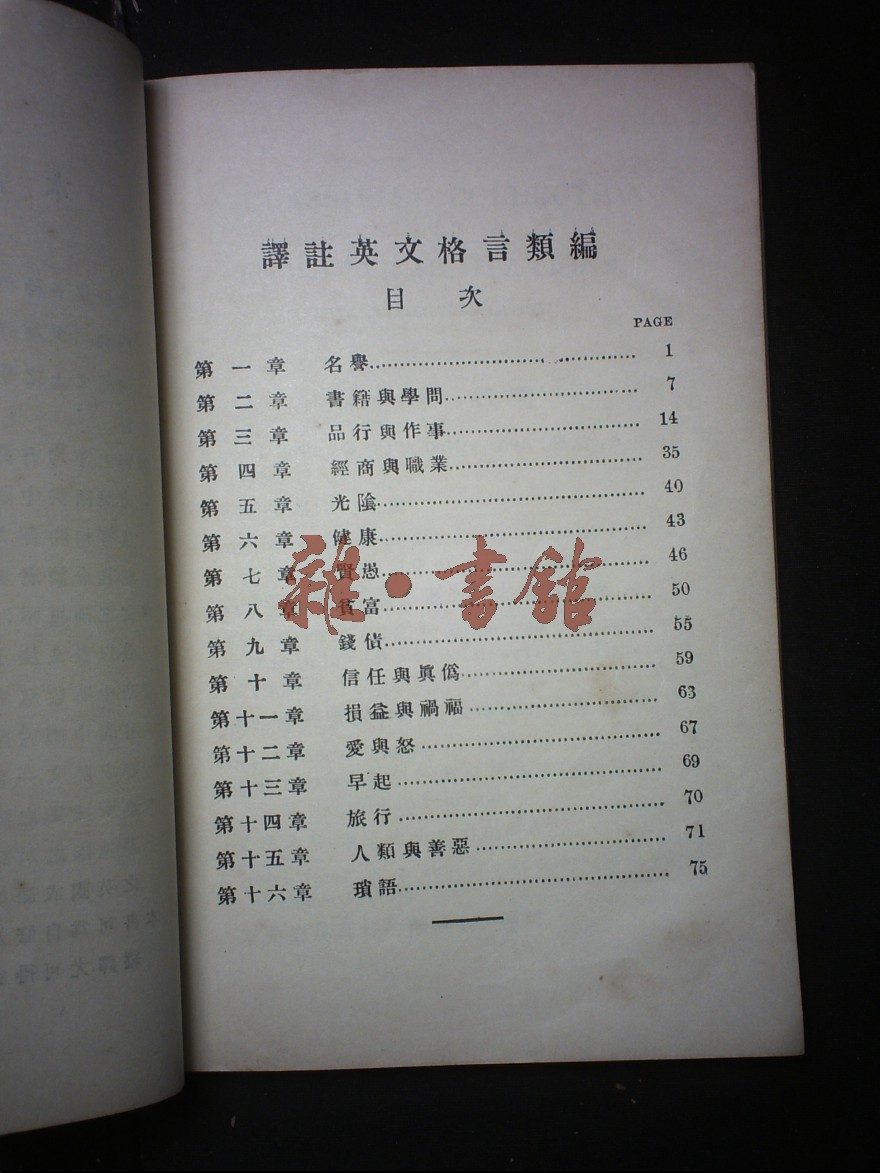 譯註英文格言類編
目 次
PAGE
第一章 名譽 1
第二章 書籍與學問 7
第三章 品行與作事 14
第四章 經商與職業 35
第五章 光陰 40
第六章 健康 43
第七章 賢愚 46
第八章 貧富 50
第九章 錢債 55
第十章 信任與眞僞 59
第十一章 損益與禍福 63
第十二章 愛與怒 67
第十三章 早起 69
第十四章 旅行 70
第十五章 人類與善惡 71
第十六章 瑣語 75
雜·書館